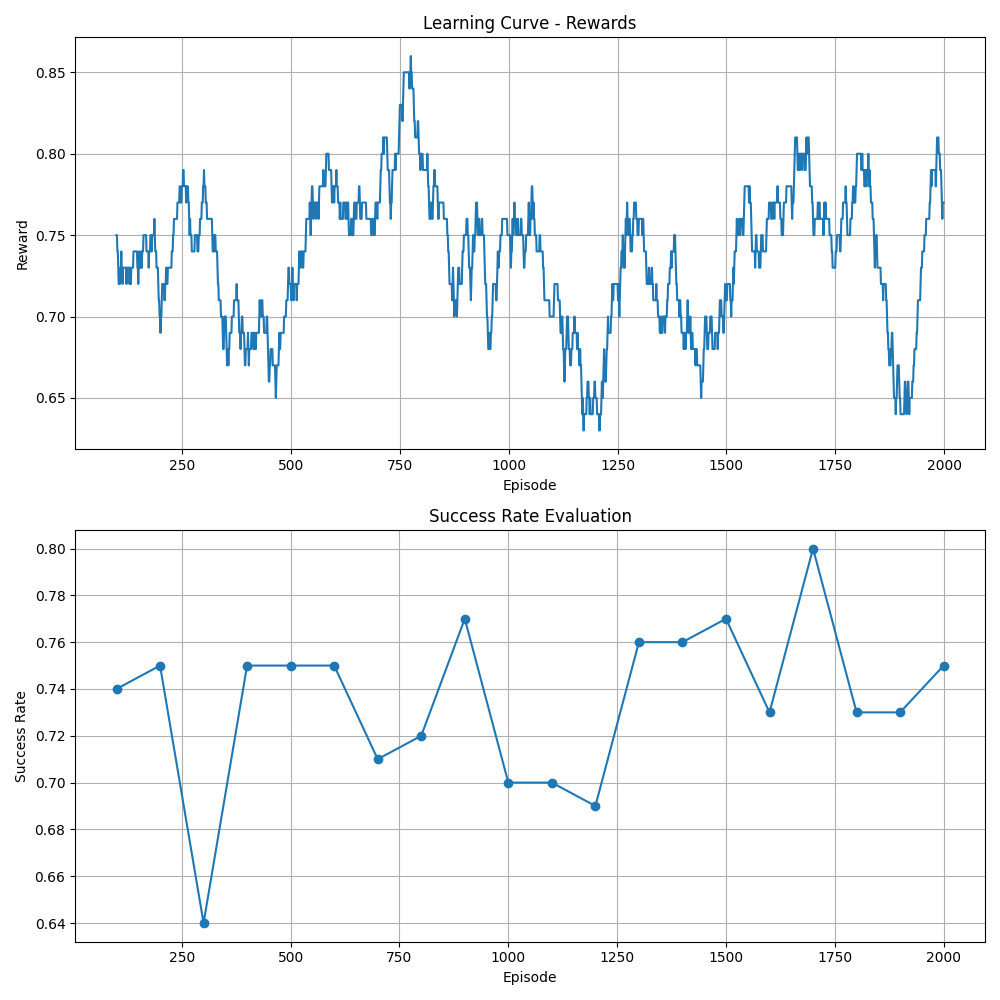 Learning Curve - Rewards
0.85
0.80
0.75
0.70
0.65
Reward
250 500 750 1000 1250 1500 1750 2000
Episode
Success Rate Evaluation
0.80
0.78
0.76
0.74
0.72
0.70
0.68
0.66
0.64
Success Rate
250 500 750 1000 1250 1500 1750 2000
Episode